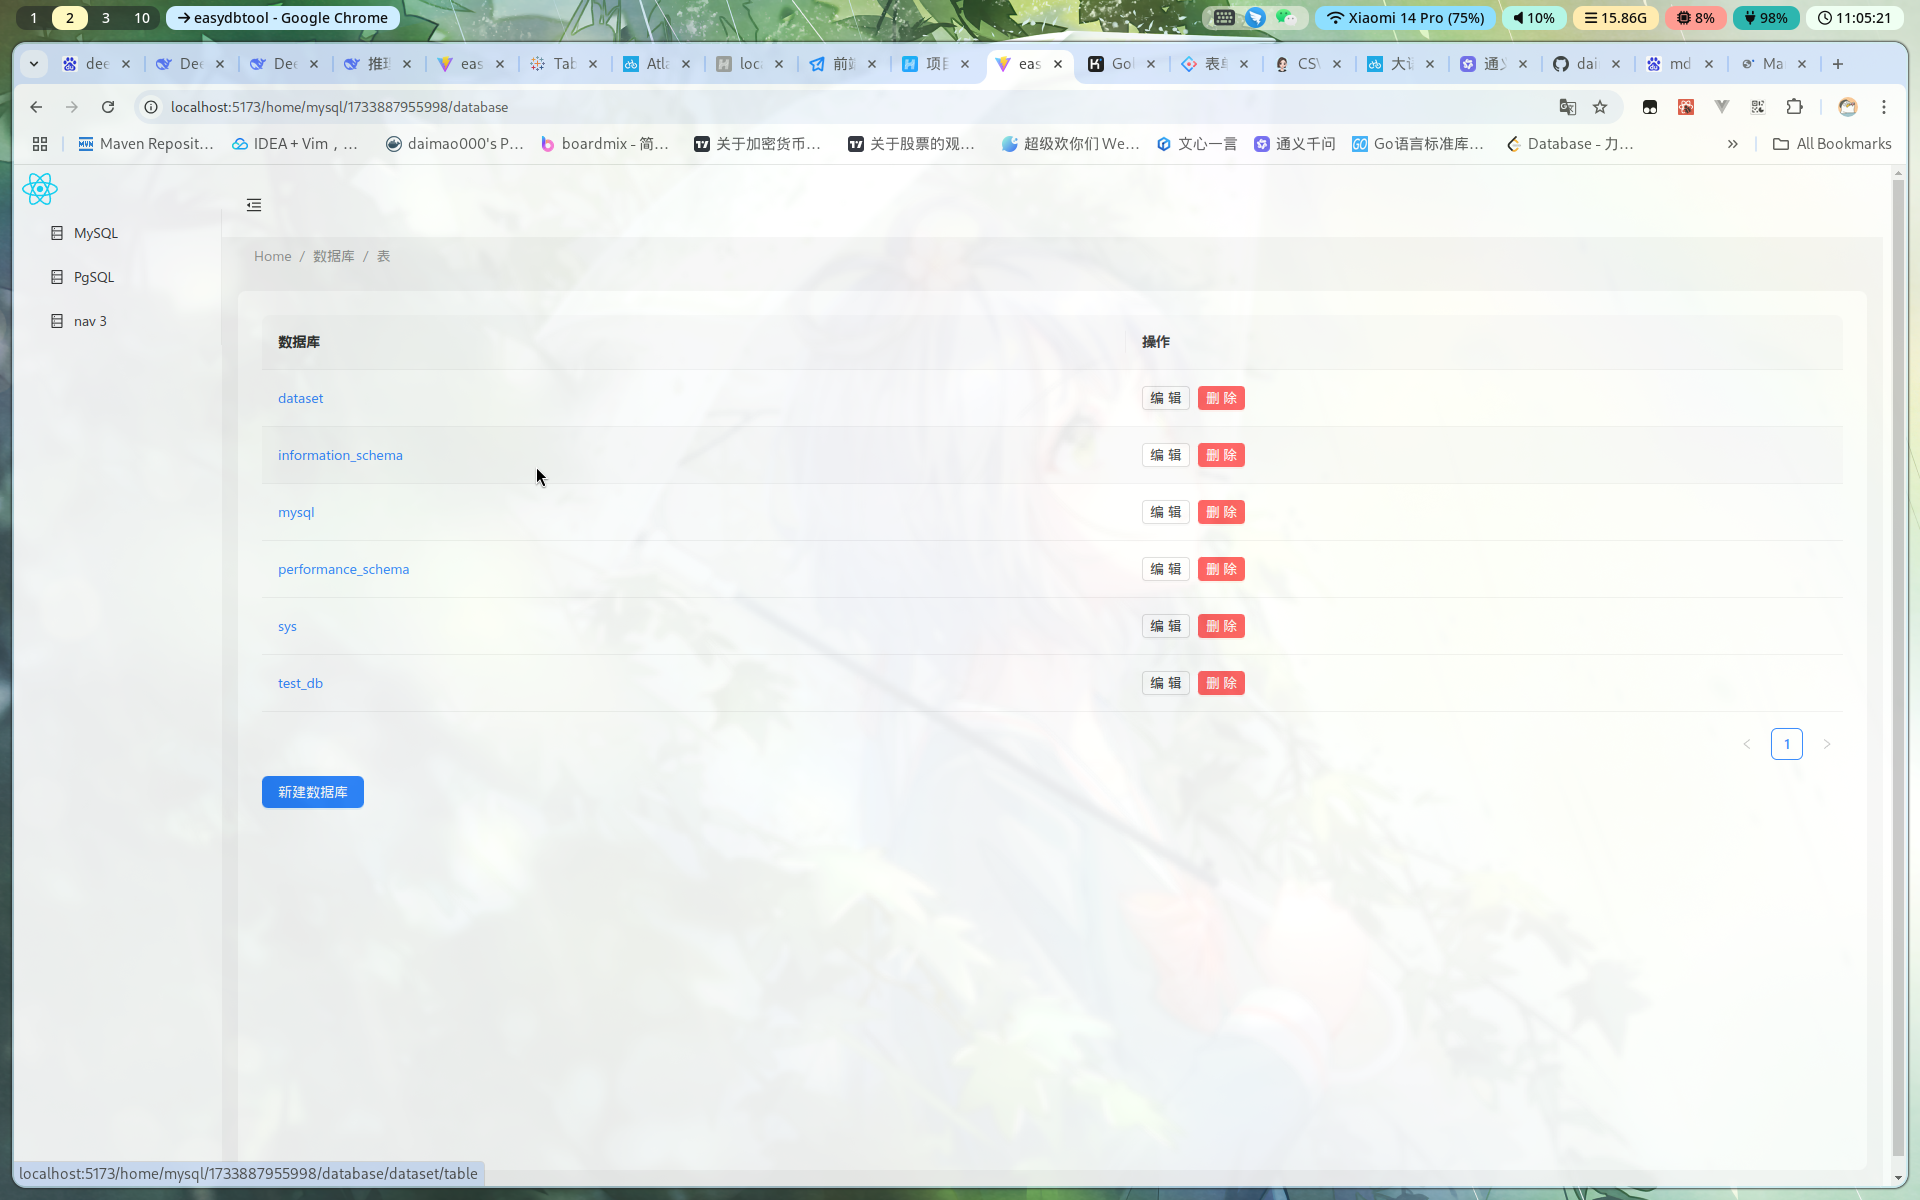 1 2 3 10 easydbtool - Google Chrome Xiaomi 14 Pro (75%) 10% 15.86G 8% 98% 11:05:21
dee Dee Dee 推理 eas Tab Atla loca 前端 项目 eas Gol 表单 CSV 大 通义 dai md Ma
localhost:5173/home/mysql/1733887955998/database
Maven Reposit… IDEA + Vim，… daimao000's P… boardmix - 简… 关于加密货币… 关于股票的观… 超级欢你们 We… 文心一言 通义千问 Go语言标准库… Database - 力… All Bookmarks
MySQL
PgSQL
nav 3
Home / 数据库 / 表
数据库 操作
dataset 编 辑 删 除
information_schema 编 辑 删 除
mysql 编 辑 删 除
performance_schema 编 辑 删 除
sys 编 辑 删 除
test_db 编 辑 删 除
1
新建数据库
localhost:5173/home/mysql/1733887955998/database/dataset/table